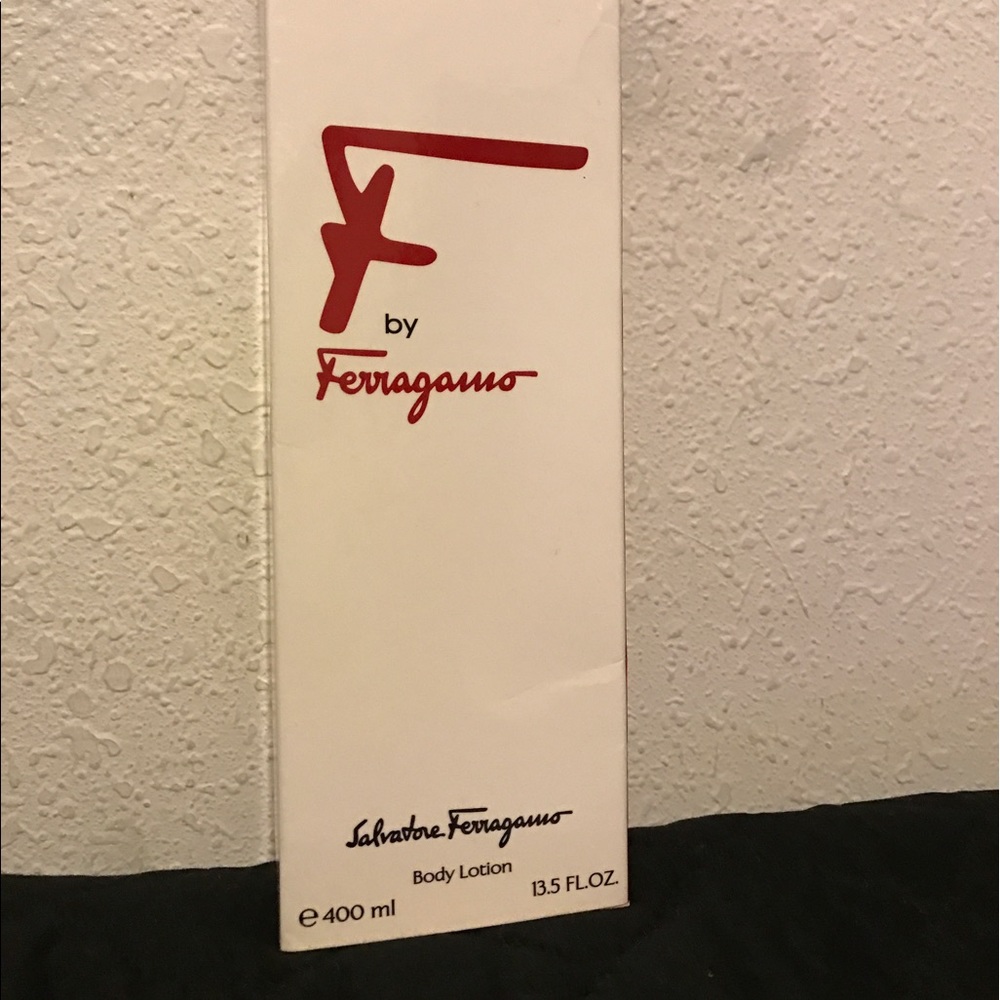 F
by
Ferragamo
Salvatore Ferragamo
Body Lotion
13.5 FL.OZ.
℮ 400 ml